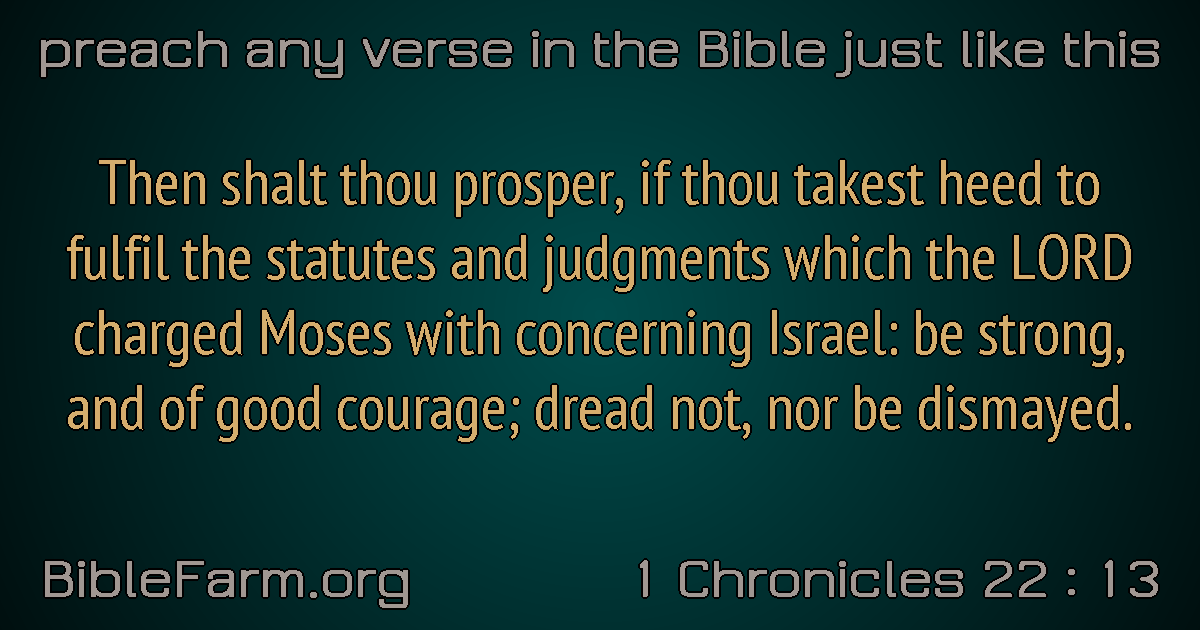 preach any verse in the Bible just like this
Then shalt thou prosper, if thou takest heed to
fulfil the statutes and judgments which the LORD
charged Moses with concerning Israel: be strong,
and of good courage; dread not, nor be dismayed.
BibleFarm.org
1 Chronicles 22 : 13